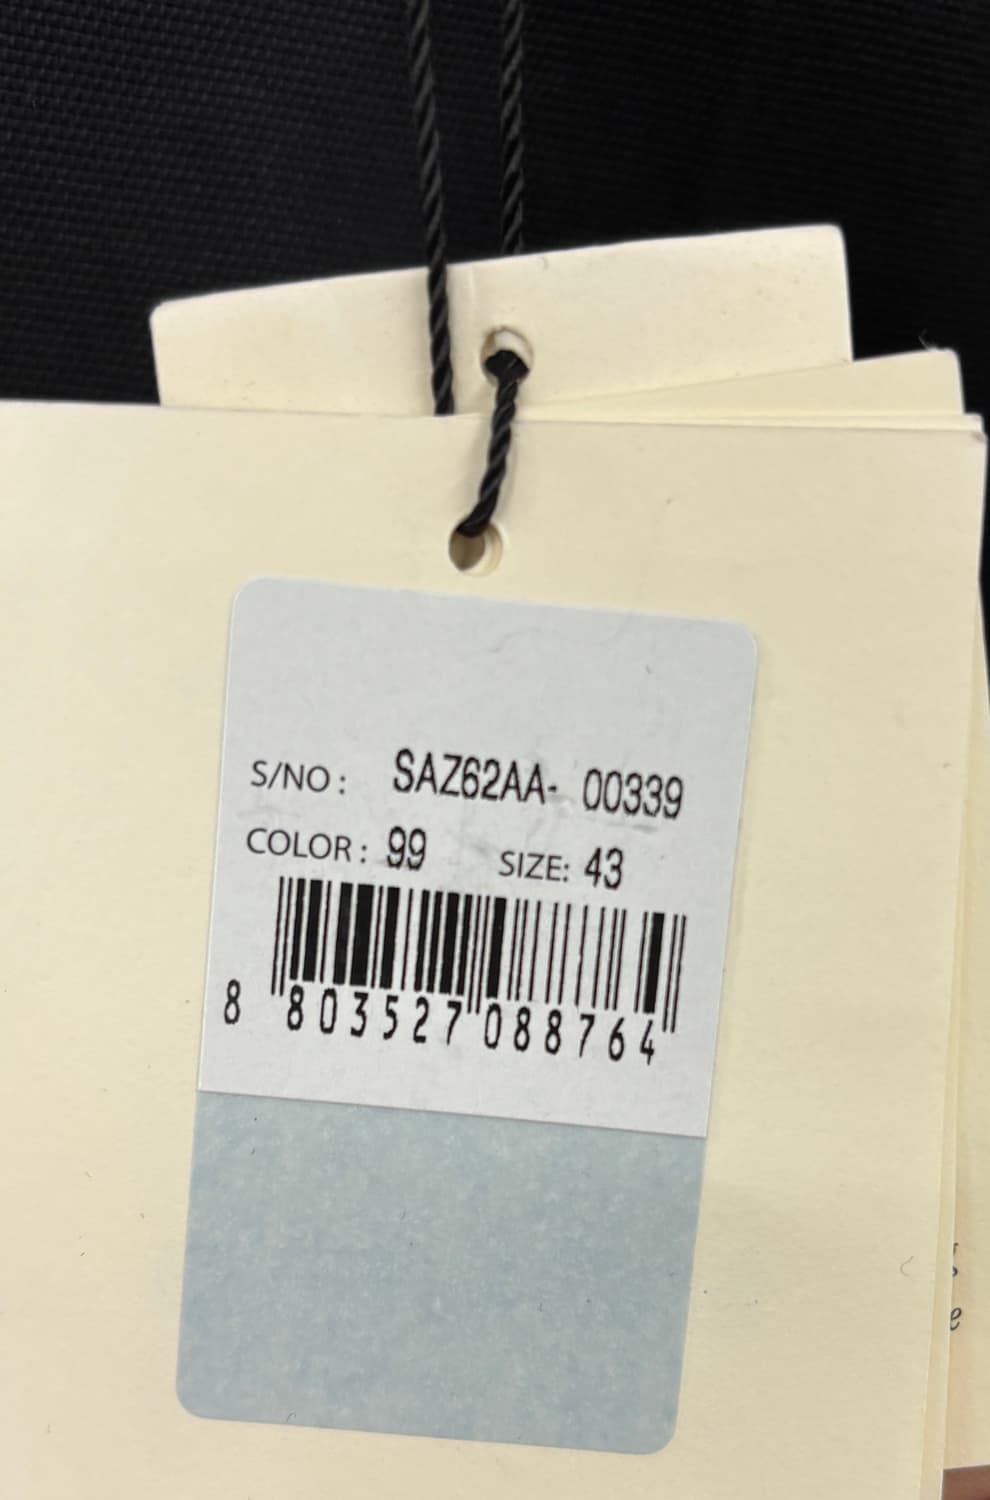 S/NO : SAZ62AA- 00339
COLOR : 99 SIZE: 43
8 803527 088764
e